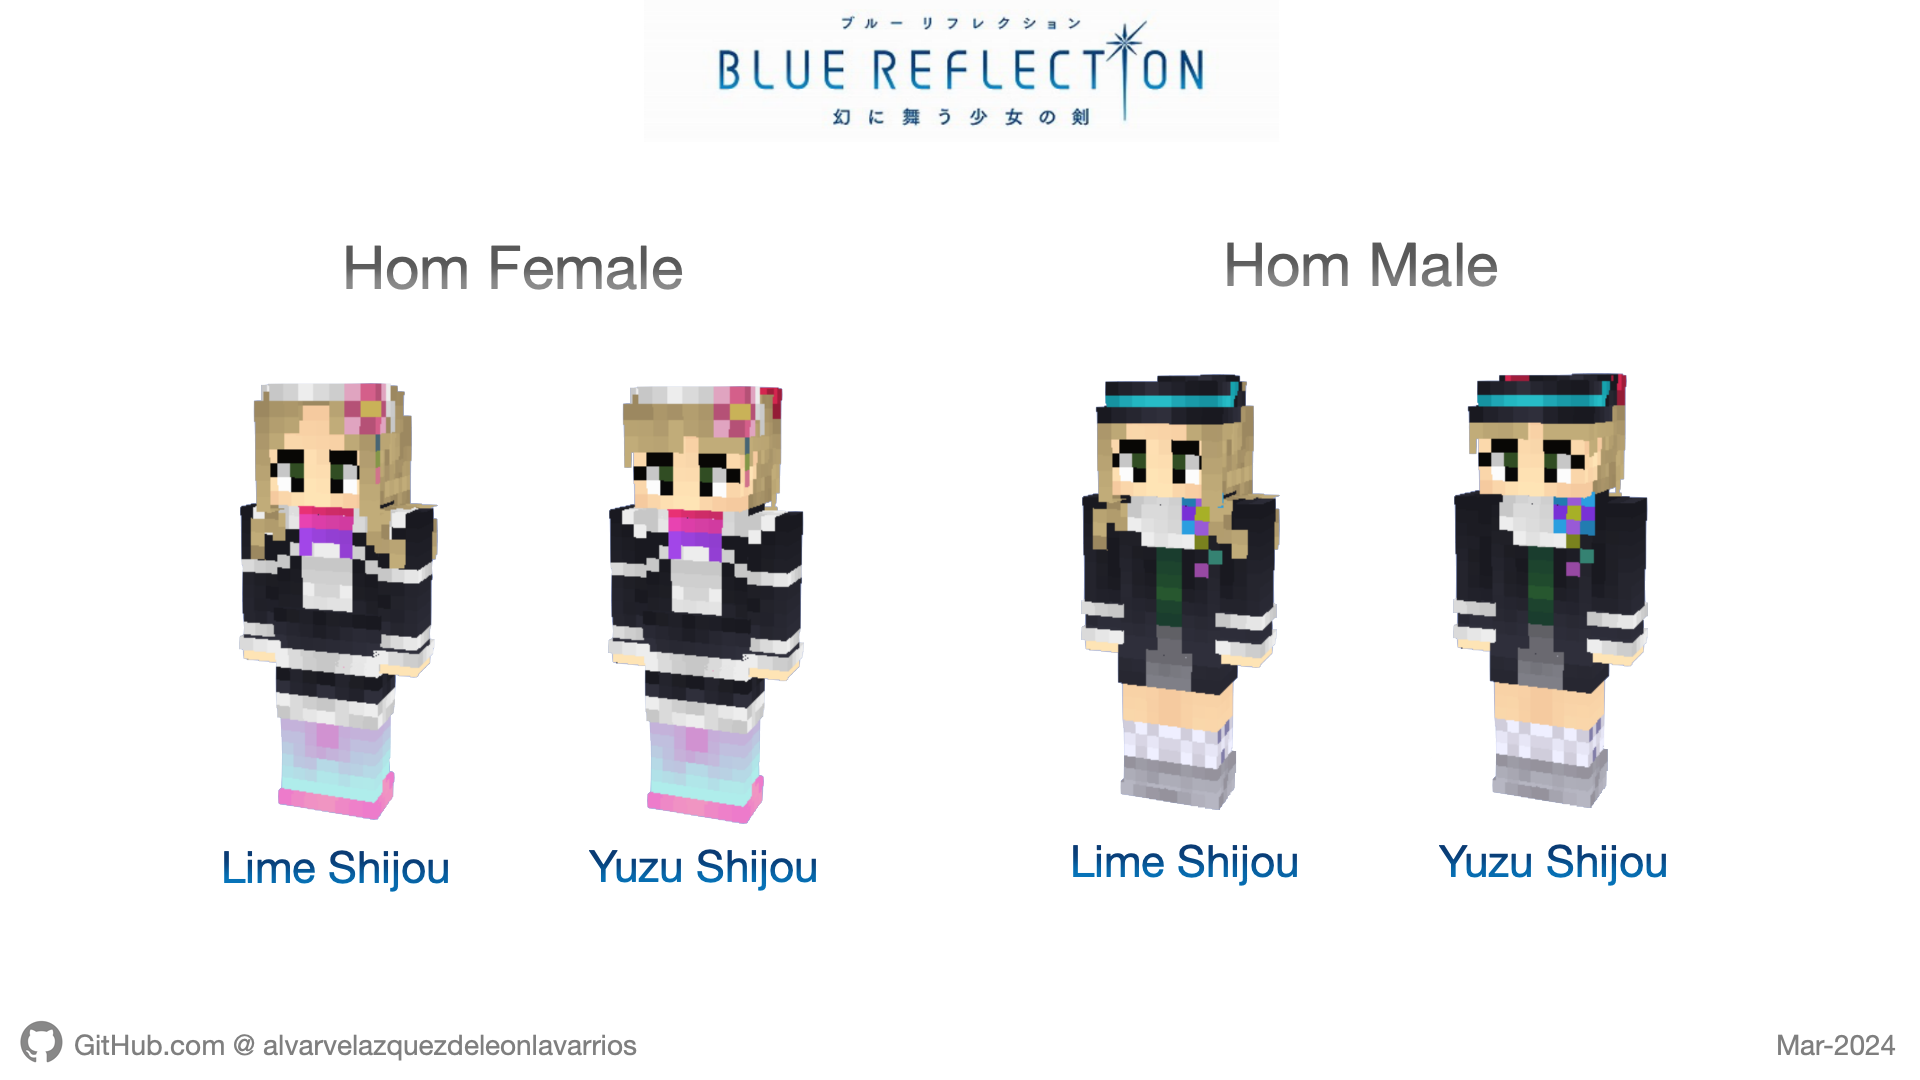 ブルーリフレクション
BLUE REFLECTION
幻に舞う少女の剣
Hom Female
Hom Male
Lime Shijou
Yuzu Shijou
Lime Shijou
Yuzu Shijou
GitHub.com @ alvarvelazquezdeleonlavarrios
Mar-2024